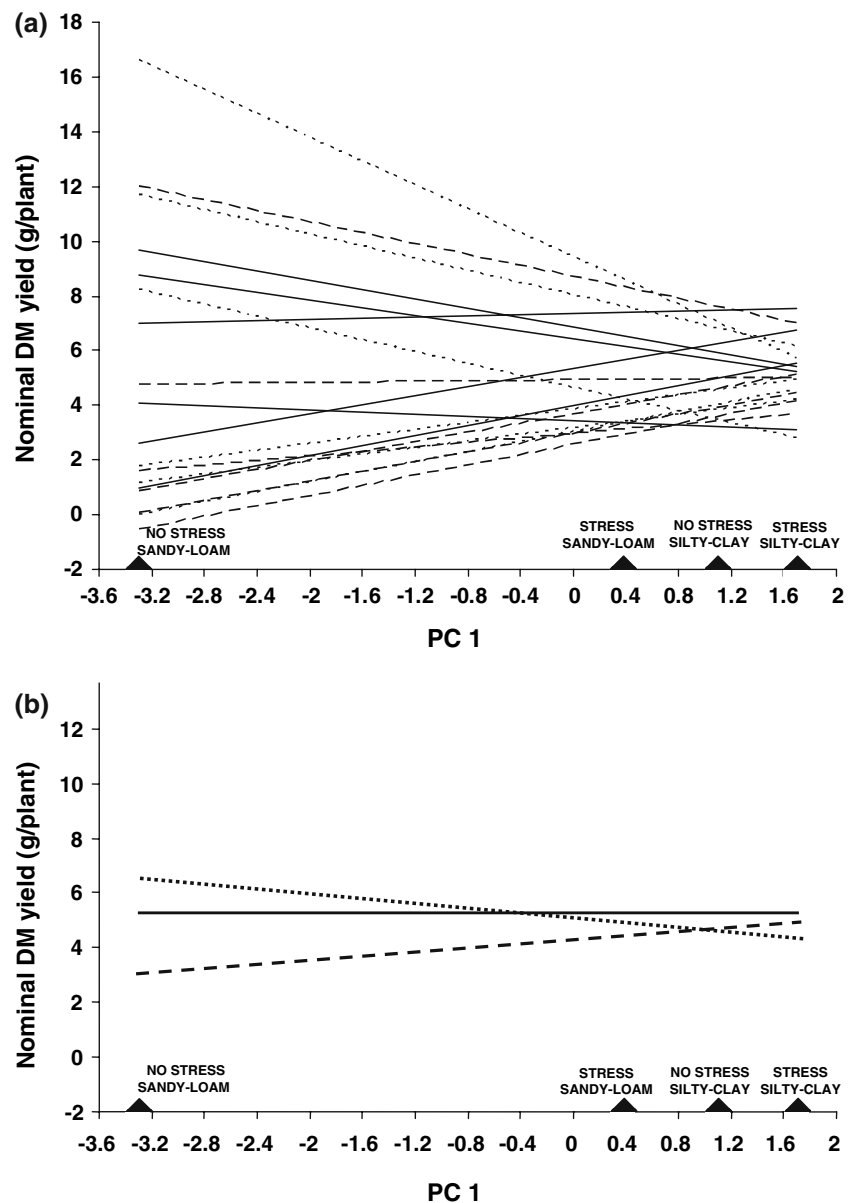 (a)
Nominal DM yield (g/plant)
18
16
14
12
10
8
6
4
2
0
-2
NO STRESS
SANDY-LOAM
STRESS
SANDY-LOAM
NO STRESS
SILTY-CLAY
STRESS
SILTY-CLAY
-3.6 -3.2 -2.8 -2.4 -2 -1.6 -1.2 -0.8 -0.4 0 0.4 0.8 1.2 1.6 2
PC 1
(b)
Nominal DM yield (g/plant)
12
10
8
6
4
2
0
-2
NO STRESS
SANDY-LOAM
STRESS
SANDY-LOAM
NO STRESS
SILTY-CLAY
STRESS
SILTY-CLAY
-3.6 -3.2 -2.8 -2.4 -2 -1.6 -1.2 -0.8 -0.4 0 0.4 0.8 1.2 1.6 2
PC 1